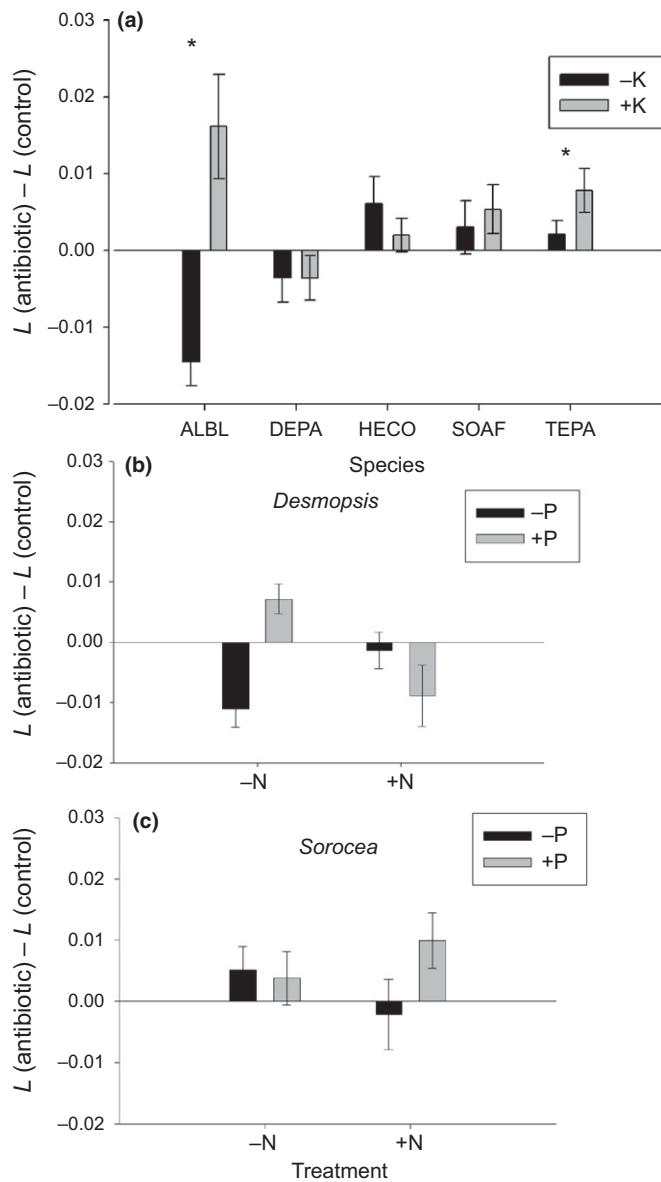 (a)
*
*
–K
+K
0.03
0.02
0.01
0.00
–0.01
–0.02
L (antibiotic) – L (control)
ALBL DEPA HECO SOAF TEPA
Species
(b)
Desmopsis
–P
+P
0.03
0.02
0.01
0.00
–0.01
–0.02
L (antibiotic) – L (control)
–N +N
(c)
Sorocea
–P
+P
0.03
0.02
0.01
0.00
–0.01
–0.02
L (antibiotic) – L (control)
–N +N
Treatment